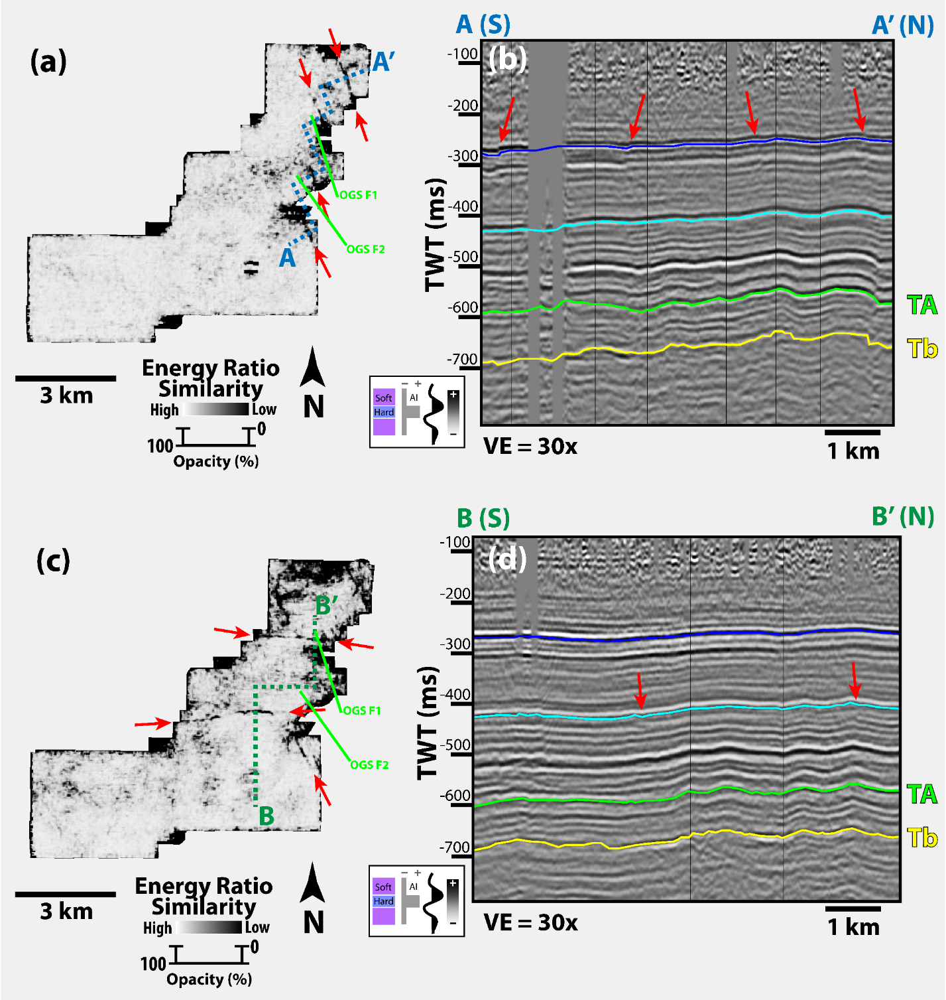 (a)
A'
OGS F1
OGS F2
A
Energy Ratio
Similarity
High Low
0
100
Opacity (%)
3 km
N
A (S)
A' (N)
(b)
-100
-200
-300
-400
-500
-600
-700
TWT (ms)
TA
Tb
Soft
Hard
− +
AI
+
−
VE = 30x
1 km
(c)
B'
OGS F1
OGS F2
B
Energy Ratio
Similarity
High Low
0
100
Opacity (%)
3 km
N
B (S)
B' (N)
(d)
-100
-200
-300
-400
-500
-600
-700
TWT (ms)
TA
Tb
Soft
Hard
− +
AI
+
−
VE = 30x
1 km